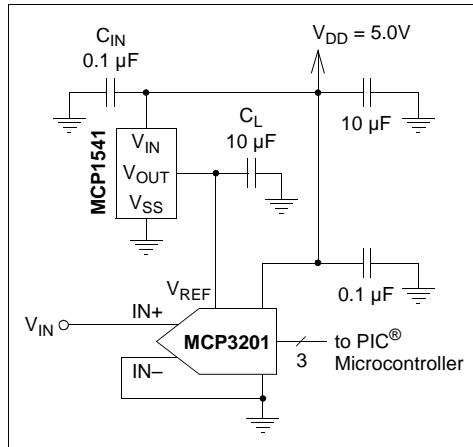 C_IN
0.1 µF
V_DD = 5.0V
10 µF
MCP1541
V_IN
V_OUT
V_SS
C_L
10 µF
0.1 µF
V_REF
V_IN
IN+
IN–
MCP3201
3
to PIC®
Microcontroller